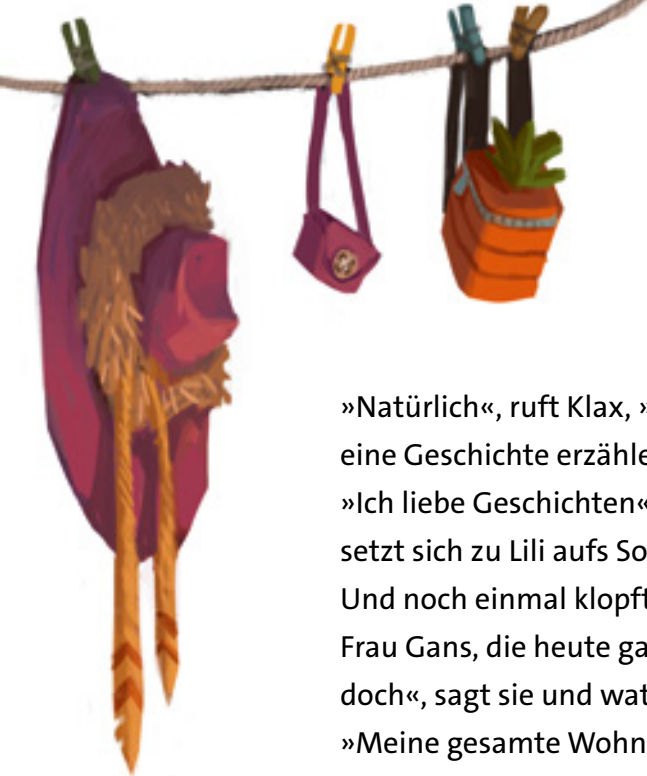 »Natürlich«, ruft Klax, »
eine Geschichte erzähle
»Ich liebe Geschichten«
setzt sich zu Lili aufs So
Und noch einmal klopft
Frau Gans, die heute ga
doch«, sagt sie und wat
»Meine gesamte Wohn